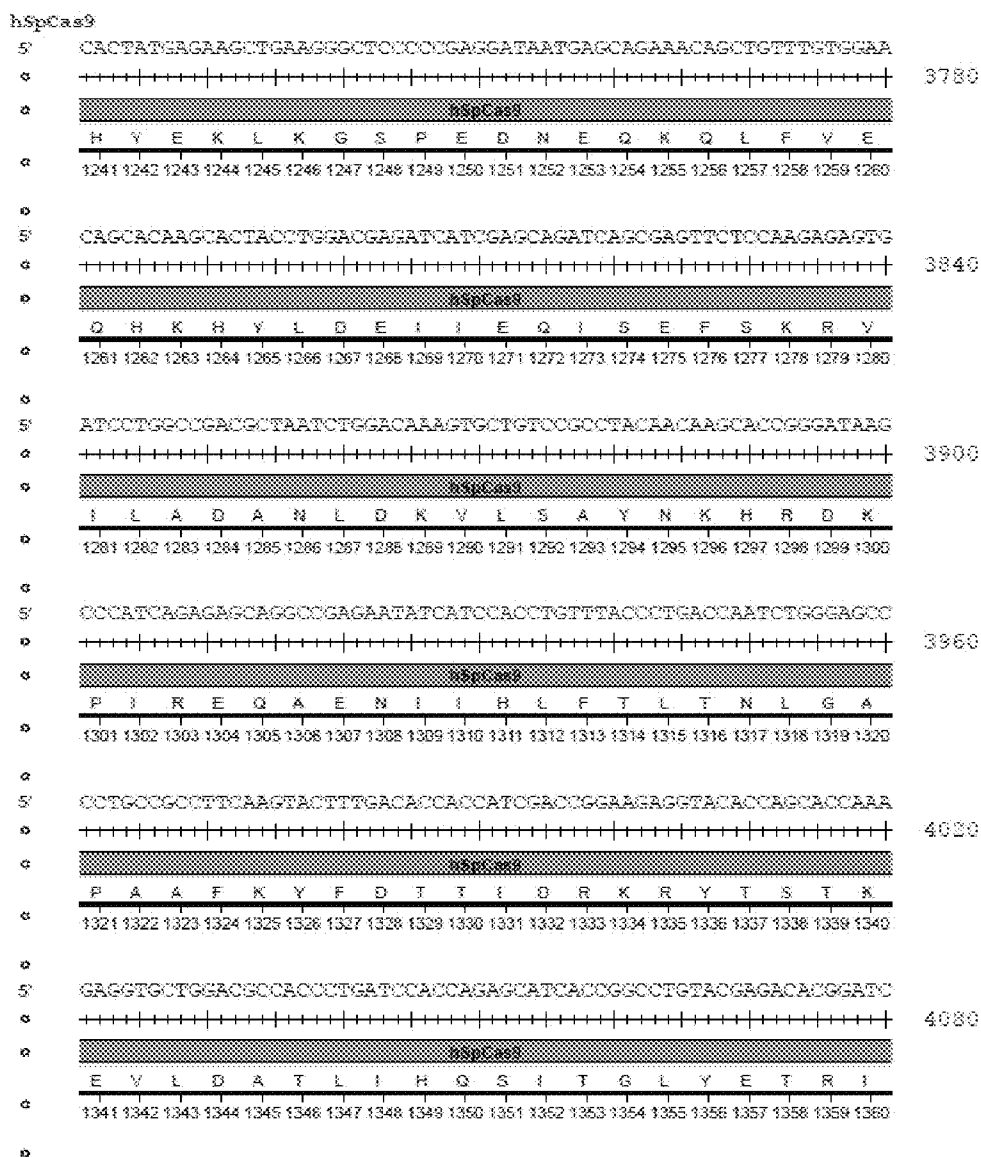 hSpCas9
5' CACTATGAGAAGCTGAAGGGCTCCCCCGAGGATAATGAGCAGAAACAGCTGTTTGTGGAA
3780
hSpCas9
H Y E K L K G S P E D N E Q K Q L F V E
1241 1242 1243 1244 1245 1246 1247 1248 1249 1250 1251 1252 1253 1254 1255 1256 1257 1258 1259 1260
5' CAGCACAAGCACTACCTGGACGAGATCATCGAGCAGATCAGCGAGTTCTCCAAGAGAGTG
3840
hSpCas9
Q H K H Y L D E I I E Q I S E F S K R V
1261 1262 1263 1264 1265 1266 1267 1268 1269 1270 1271 1272 1273 1274 1275 1276 1277 1278 1279 1280
5' ATCCTGGCCGACGCTAATCTGGACAAAGTGCTGTCCGCCTACAACAAGCACCGGGATAAG
3900
hSpCas9
I L A D A N L D K V L S A Y N K H R D K
1281 1282 1283 1284 1285 1286 1287 1288 1289 1290 1291 1292 1293 1294 1295 1296 1297 1298 1299 1300
5' CCCATCAGAGAGCAGGCCGAGAATATCATCCACCTGTTTACCCTGACCAATCTGGGAGCC
3960
hSpCas9
P I R E Q A E N I I H L F T L T N L G A
1301 1302 1303 1304 1305 1306 1307 1308 1309 1310 1311 1312 1313 1314 1315 1316 1317 1318 1319 1320
5' CCTGCCGCCTTCAAGTACTTTGACACCACCATCGACCGGAAGAGGTACACCAGCACCAAA
4020
hSpCas9
P A A F K Y F D T T I D R K R Y T S T K
1321 1322 1323 1324 1325 1326 1327 1328 1329 1330 1331 1332 1333 1334 1335 1336 1337 1338 1339 1340
5' GAGGTGCTGGACGCCACCCTGATCCACCAGAGCATCACCGGCCTGTACGAGACACGGATC
4080
hSpCas9
E V L D A T L I H Q S I T G L Y E T R I
1341 1342 1343 1344 1345 1346 1347 1348 1349 1350 1351 1352 1353 1354 1355 1356 1357 1358 1359 1360